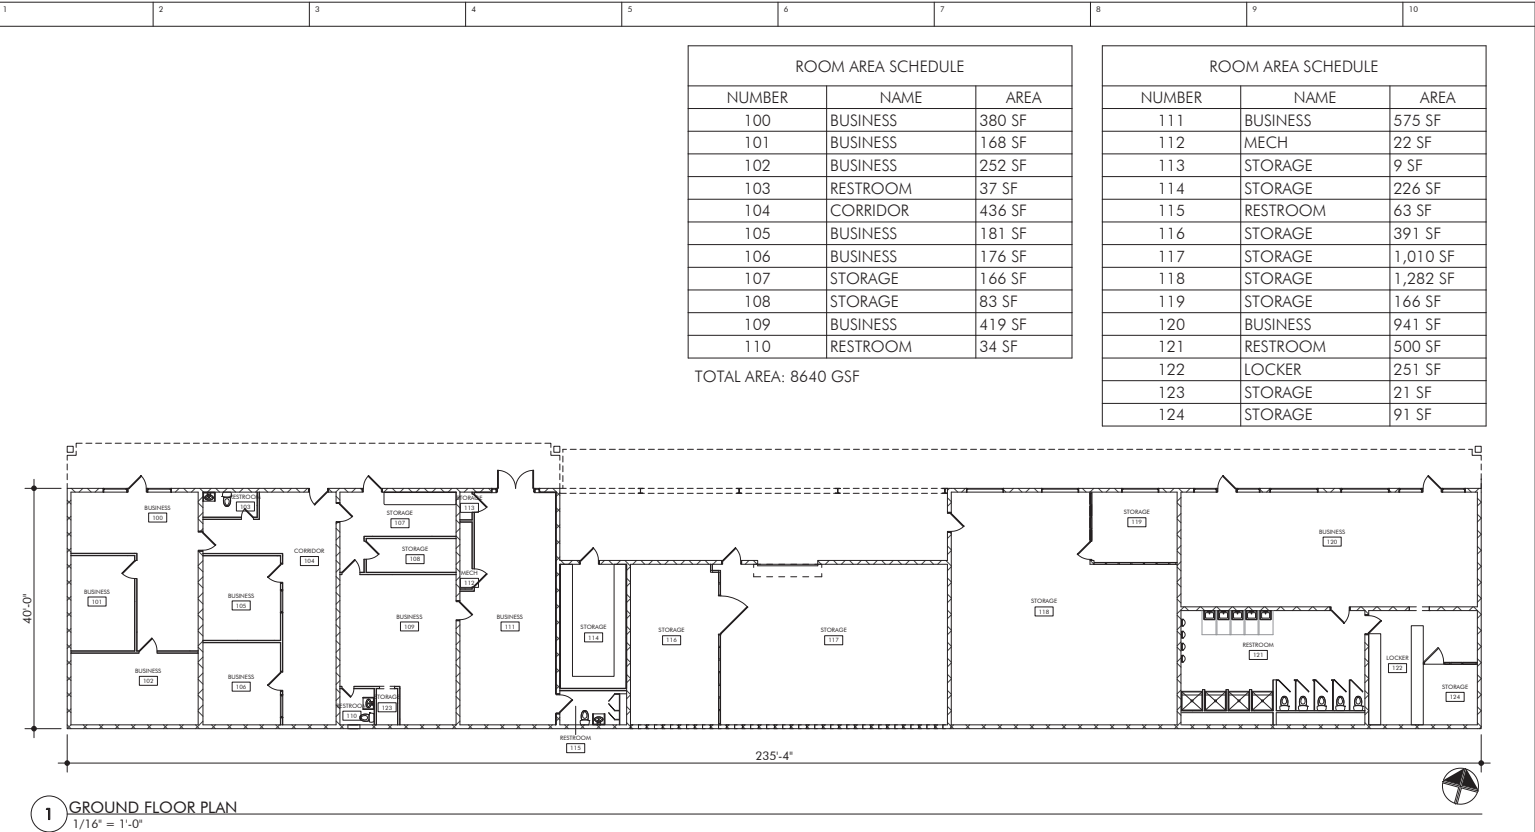 1 2 3 4 5 6 7 8 9 10
ROOM AREA SCHEDULE
NUMBER NAME AREA
100 BUSINESS 380 SF
101 BUSINESS 168 SF
102 BUSINESS 252 SF
103 RESTROOM 37 SF
104 CORRIDOR 436 SF
105 BUSINESS 181 SF
106 BUSINESS 176 SF
107 STORAGE 166 SF
108 STORAGE 83 SF
109 BUSINESS 419 SF
110 RESTROOM 34 SF
TOTAL AREA: 8640 GSF
ROOM AREA SCHEDULE
NUMBER NAME AREA
111 BUSINESS 575 SF
112 MECH 22 SF
113 STORAGE 9 SF
114 STORAGE 226 SF
115 RESTROOM 63 SF
116 STORAGE 391 SF
117 STORAGE 1,010 SF
118 STORAGE 1,282 SF
119 STORAGE 166 SF
120 BUSINESS 941 SF
121 RESTROOM 500 SF
122 LOCKER 251 SF
123 STORAGE 21 SF
124 STORAGE 91 SF
BUSINESS
100
RESTROOM
103
STORAGE
107
STORAGE
113
STORAGE
119
BUSINESS
120
CORRIDOR
104
STORAGE
108
MECH
112
BUSINESS
101
BUSINESS
105
BUSINESS
109
BUSINESS
111
STORAGE
114
STORAGE
116
STORAGE
117
STORAGE
118
RESTROOM
121
LOCKER
122
BUSINESS
102
BUSINESS
106
RESTROOM
110
STORAGE
123
STORAGE
124
RESTROOM
115
40'-0"
235'-4"
1 GROUND FLOOR PLAN
1/16" = 1'-0"